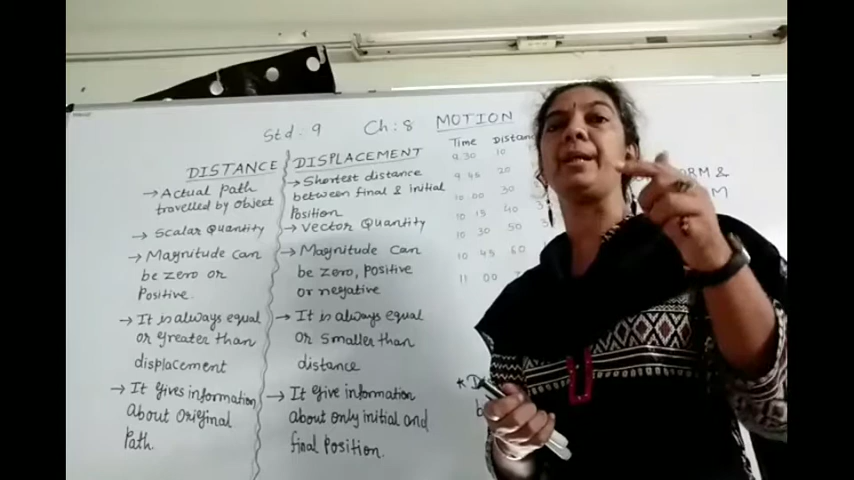 Std : 9 Ch : 8 MOTION
DISTANCE
→ Actual Path
travelled by object
→ Scalar Quantity
→ Magnitude can
be zero or
Positive.
→ It is always equal
or Greater than
displacement
→ It gives information
About Original
Path.
DISPLACEMENT
→ Shortest distance
between final & initial
Position
→ Vector Quantity
→ Magnitude can
be zero, positive
or negative
→ It is always equal
or Smaller than
distance
→ It give information
about only initial and
final Position.
Time
9 30 10
9 45 20
10 00 30
10 15 40
10 30 50
10 45 60
11 00